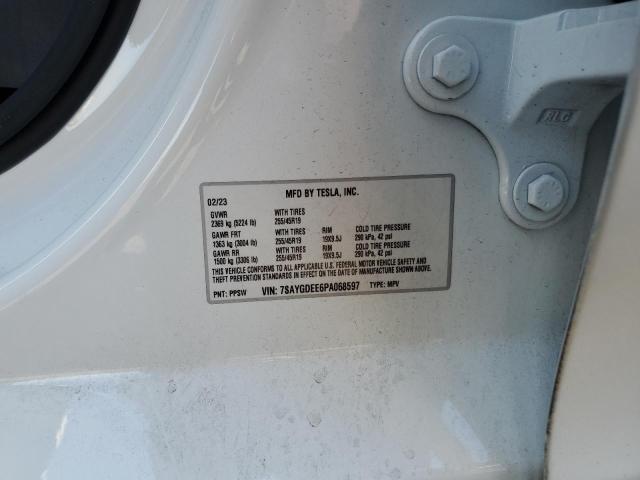 ALC
02/23 MFD BY TESLA, INC.
GVWR WITH TIRES
2369 kg (5224 lb) 255/45R19
GAWR FRT WITH TIRES RIM COLD TIRE PRESSURE
1363 kg (3004 lb) 255/45R19 19X9.5J 290 kPa, 42 psi
GAWR RR WITH TIRES RIM COLD TIRE PRESSURE
1500 kg (3306 lb) 255/45R19 19X9.5J 290 kPa, 42 psi
THIS VEHICLE CONFORMS TO ALL APPLICABLE U.S. FEDERAL MOTOR VEHICLE SAFETY AND
THEFT PREVENTION STANDARDS IN EFFECT ON THE DATE OF MANUFACTURE SHOWN ABOVE.
PNT: PPSW VIN: 7SAYGDEE6PA068597 TYPE: MPV